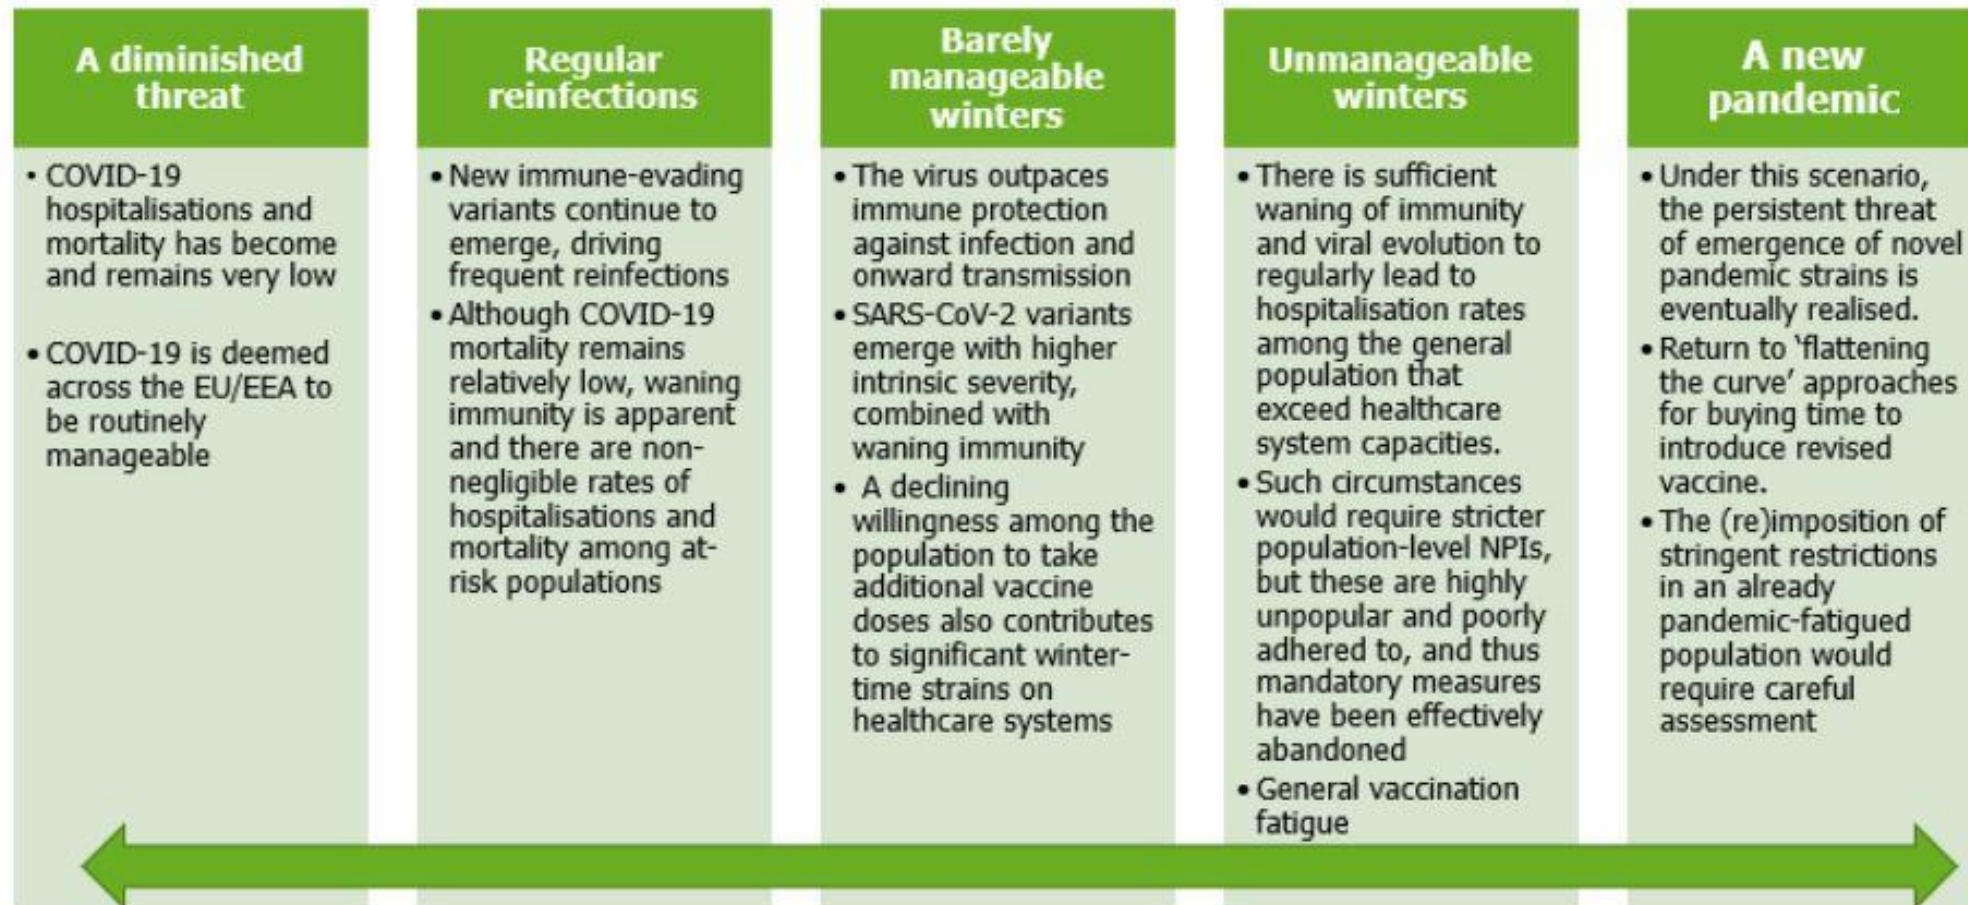 A diminished
threat
• COVID-19
hospitalisations and
mortality has become
and remains very low
• COVID-19 is deemed
across the EU/EEA to
be routinely
manageable
Regular
reinfections
• New immune-evading
variants continue to
emerge, driving
frequent reinfections
• Although COVID-19
mortality remains
relatively low, waning
immunity is apparent
and there are non-
negligible rates of
hospitalisations and
mortality among at-
risk populations
Barely
manageable
winters
• The virus outpaces
immune protection
against infection and
onward transmission
• SARS-CoV-2 variants
emerge with higher
intrinsic severity,
combined with
waning immunity
• A declining
willingness among the
population to take
additional vaccine
doses also contributes
to significant winter-
time strains on
healthcare systems
Unmanageable
winters
• There is sufficient
waning of immunity
and viral evolution to
regularly lead to
hospitalisation rates
among the general
population that
exceed healthcare
system capacities.
• Such circumstances
would require stricter
population-level NPIs,
but these are highly
unpopular and poorly
adhered to, and thus
mandatory measures
have been effectively
abandoned
• General vaccination
fatigue
A new
pandemic
• Under this scenario,
the persistent threat
of emergence of novel
pandemic strains is
eventually realised.
• Return to ‘flattening
the curve’ approaches
for buying time to
introduce revised
vaccine.
• The (re)imposition of
stringent restrictions
in an already
pandemic-fatigued
population would
require careful
assessment